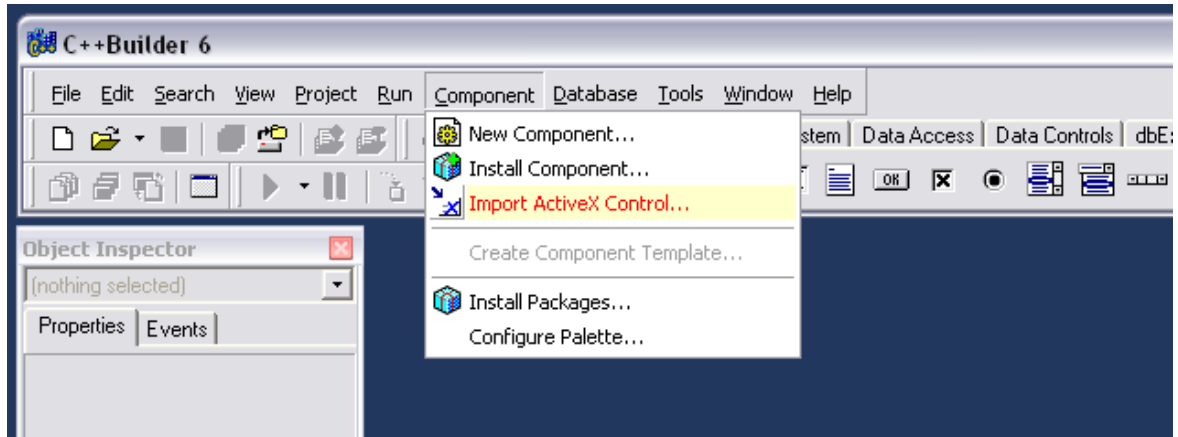 C++Builder 6
File Edit Search View Project Run Component Database Tools Window Help
New Component...
Data Access Data Controls
Install Component...
OK
Import ActiveX Control...
Object Inspector
Create Component Template...
(nothing selected)
Install Packages...
Properties Events
Configure Palette...